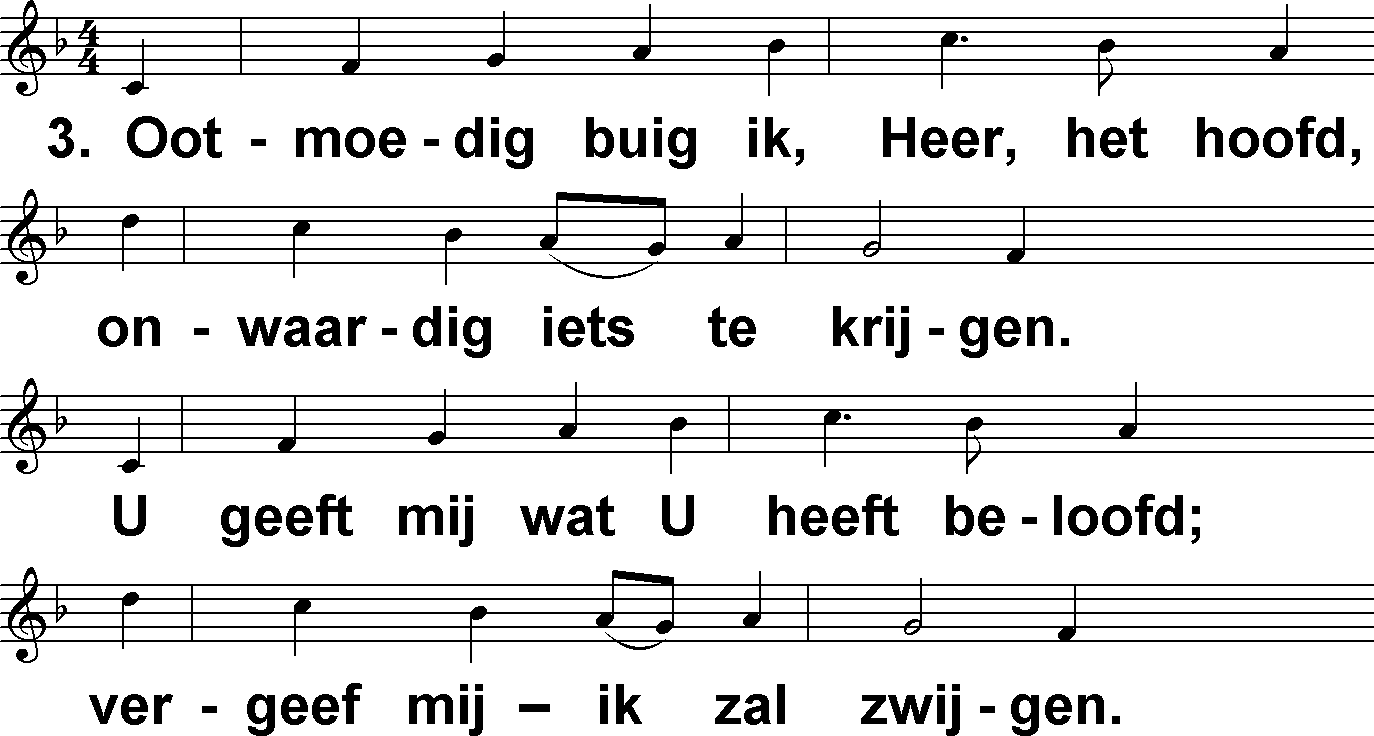 3. Oot - moe - dig buig ik, Heer, het hoofd,
on - waar - dig iets te krij - gen.
U geeft mij wat U heeft be - loofd;
ver - geef mij – ik zal zwij - gen.